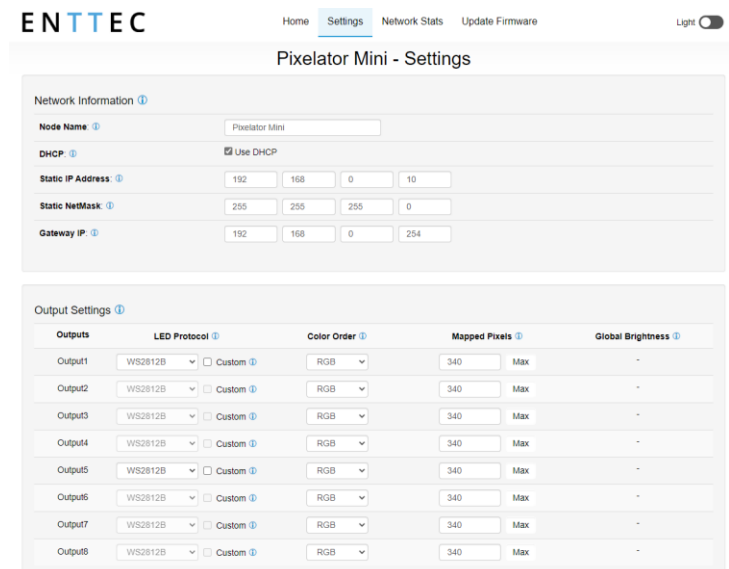 ENTTEC Home Settings Network Stats Update Firmware Light
Pixelator Mini - Settings
Network Information
Node Name: Pixelator Mini
DHCP: Use DHCP
Static IP Address: 192 168 0 10
Static NetMask: 255 255 255 0
Gateway IP: 192 168 0 254
Output Settings
Outputs LED Protocol Color Order Mapped Pixels Global Brightness
Output1 WS2812B Custom RGB 340 Max -
Output2 WS2812B Custom RGB 340 Max -
Output3 WS2812B Custom RGB 340 Max -
Output4 WS2812B Custom RGB 340 Max -
Output5 WS2812B Custom RGB 340 Max -
Output6 WS2812B Custom RGB 340 Max -
Output7 WS2812B Custom RGB 340 Max -
Output8 WS2812B Custom RGB 340 Max -